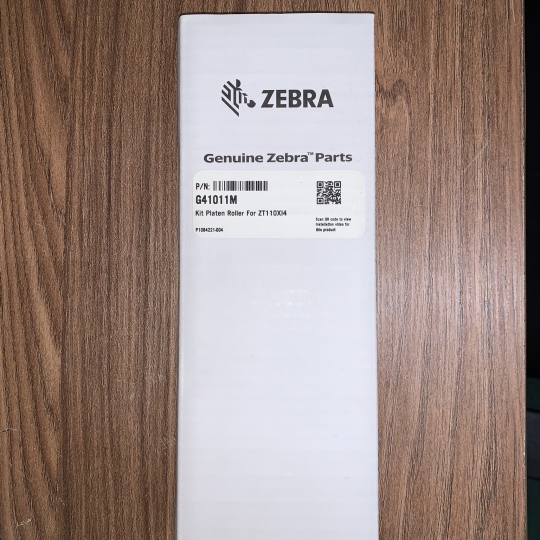 ZEBRA
Genuine Zebra™ Parts
P/N:
G41011M
Kit Platen Roller For ZT110Xi4
P1084221-004
Scan QR code to view
installation video for
this product